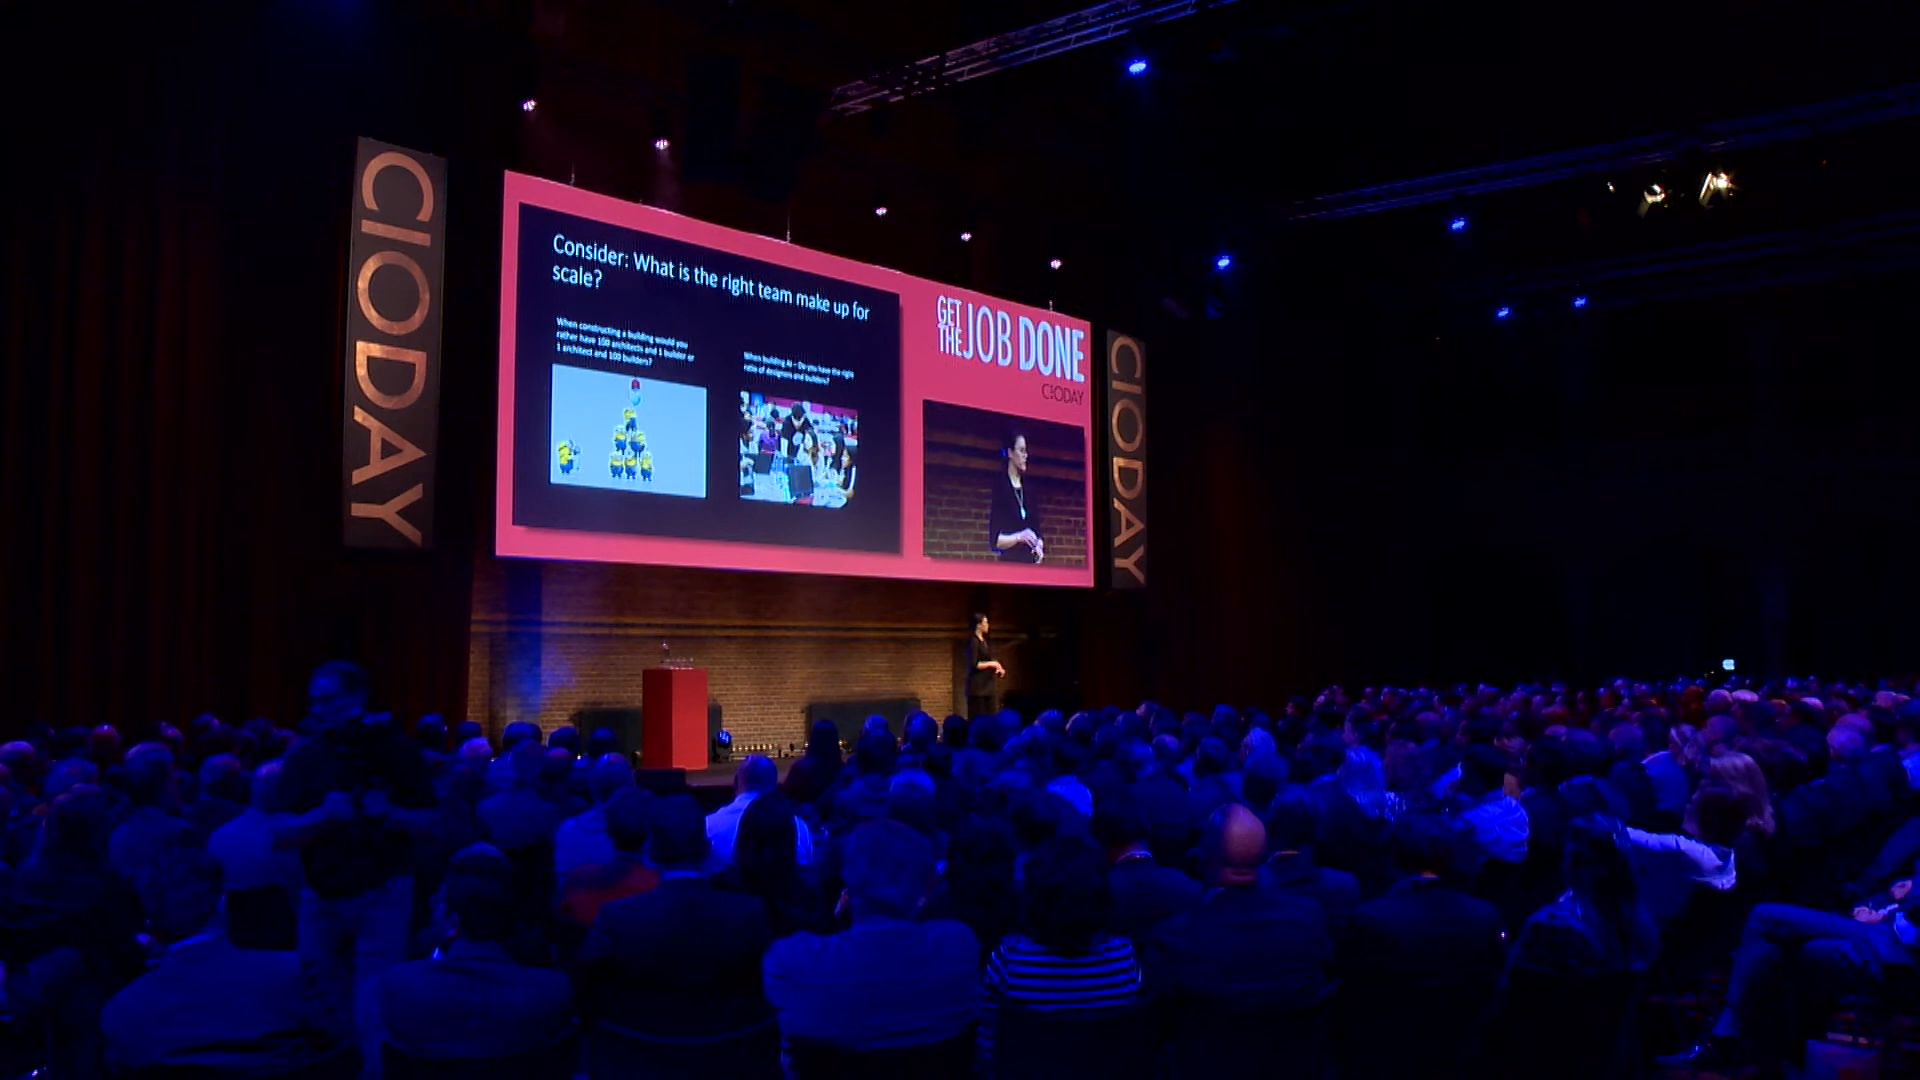 CIODAY
Consider: What is the right team make up for
scale?
When constructing a building would you
rather have 100 architects and 1 builder or
1 architect and 100 builders?
When building AI – Do you have the right
ratio of designers and builders?
GET
THE
JOB DONE
CIODAY
CIODAY